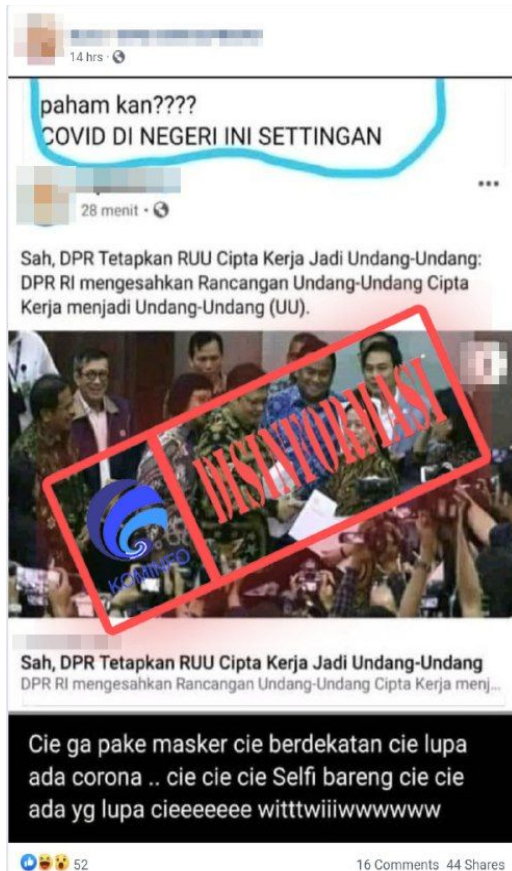 14 hrs
paham kan????
COVID DI NEGERI INI SETTINGAN
28 menit
Sah, DPR Tetapkan RUU Cipta Kerja Jadi Undang-Undang:
DPR RI mengesahkan Rancangan Undang-Undang Cipta
Kerja menjadi Undang-Undang (UU).
DISINFORMASI
KOMINFO
Sah, DPR Tetapkan RUU Cipta Kerja Jadi Undang-Undang
DPR RI mengesahkan Rancangan Undang-Undang Cipta Kerja menj...
Cie ga pake masker cie berdekatan cie lupa
ada corona .. cie cie cie Selfi bareng cie cie
ada yg lupa cieeeeeee witttwiiiwwwwww
52
16 Comments 44 Shares